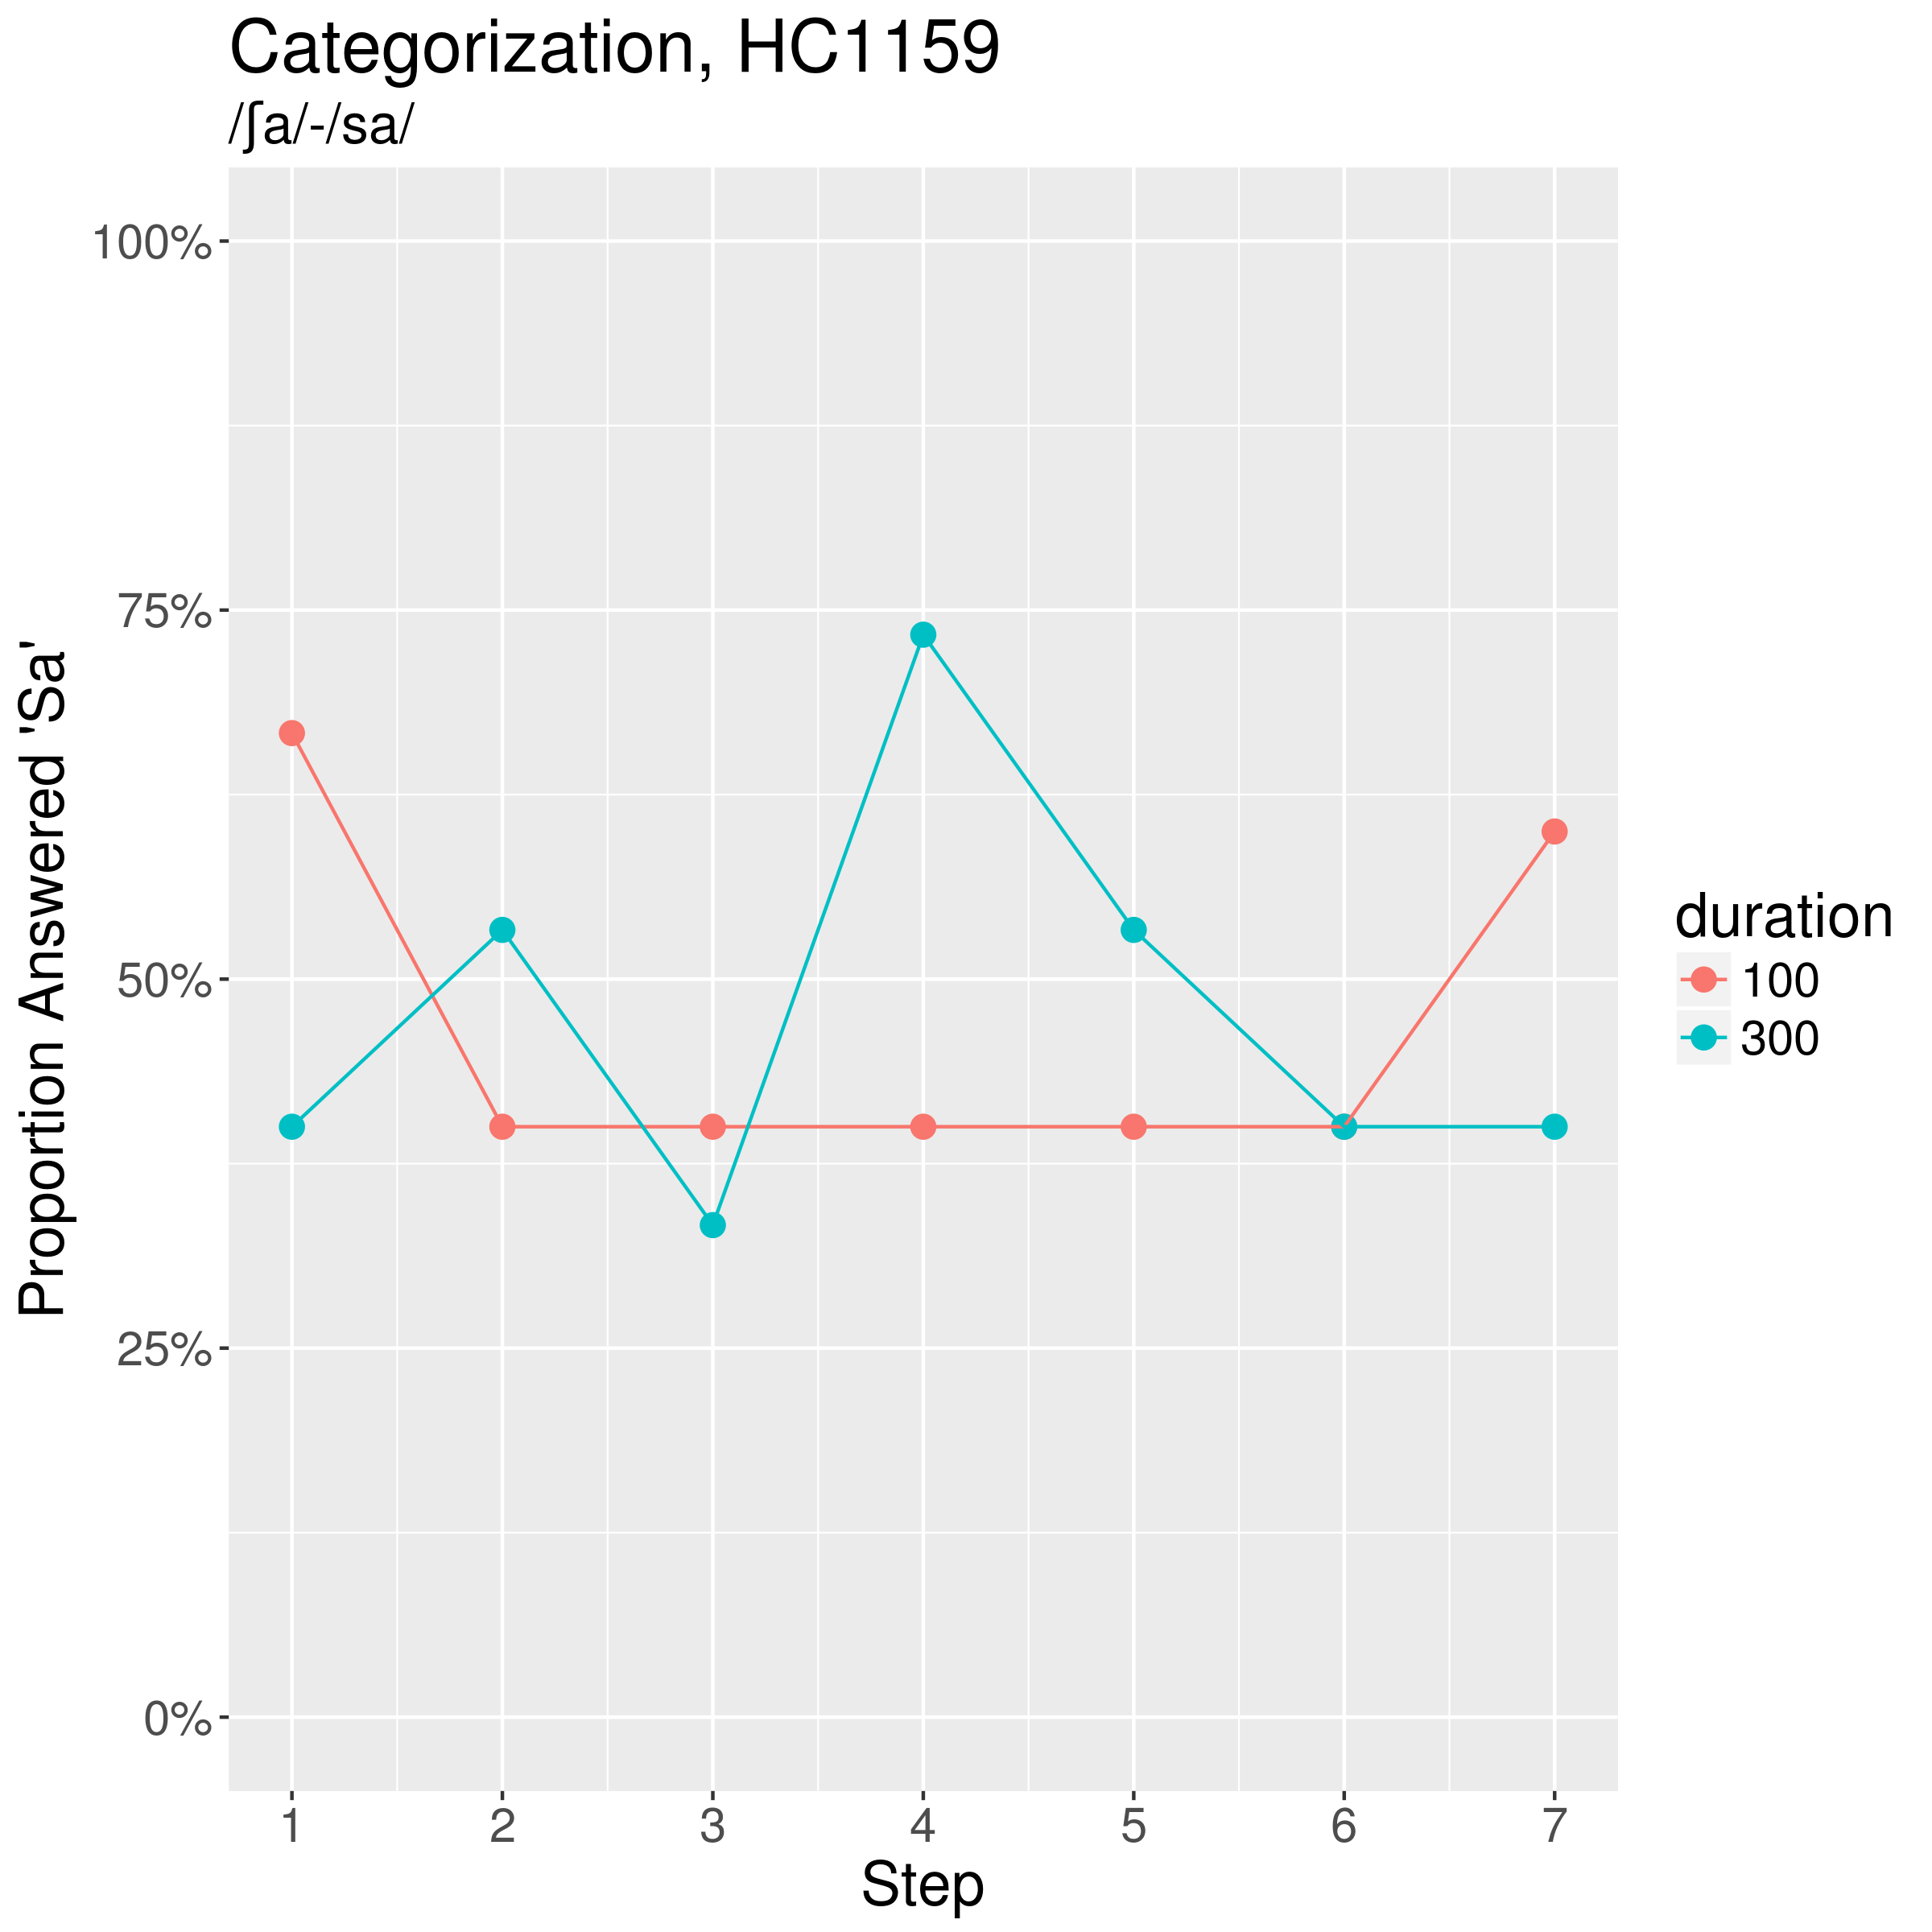 Categorization, HC1159
/ʃa/-/sa/
Proportion Answered 'Sa'
100%
75%
50%
25%
0%
1 2 3 4 5 6 7
Step
duration
100
300